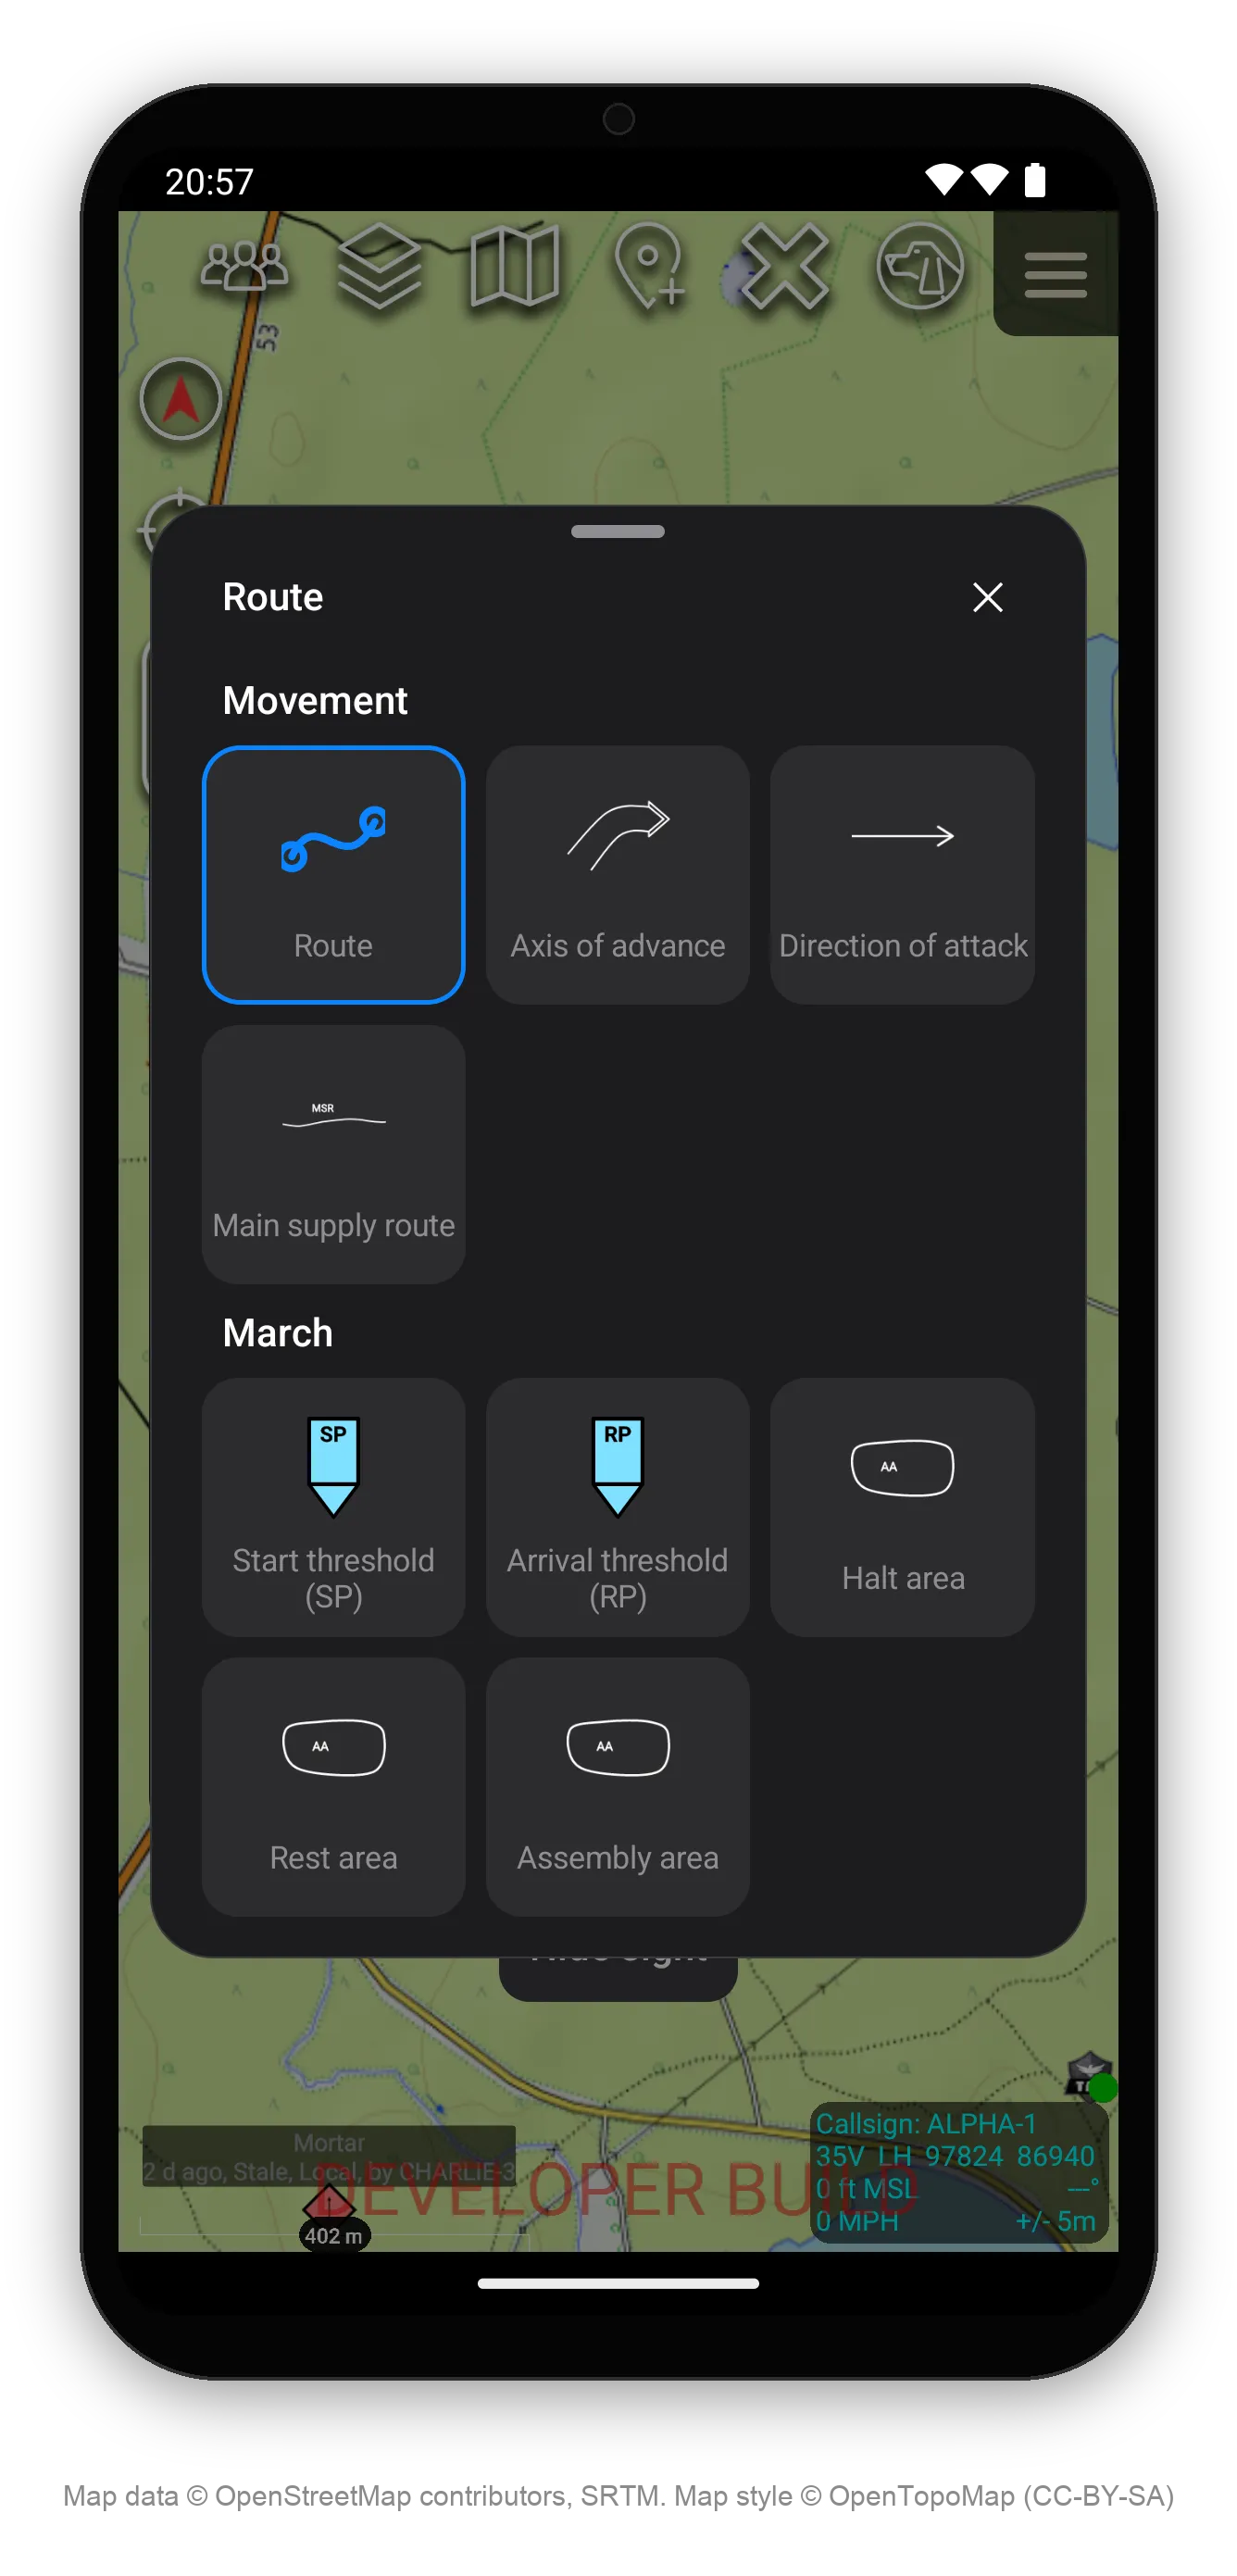 20:57
53
Route
Movement
Route
Axis of advance
Direction of attack
MSR
Main supply route
March
SP
Start threshold
(SP)
RP
Arrival threshold
(RP)
AA
Halt area
AA
Rest area
AA
Assembly area
Callsign: ALPHA-1
35V LH 97824 86940
0 ft MSL
---°
0 MPH
+/- 5m
Mortar
2 d ago, Stale, Local, by CHARLIE-3
DEVELOPER BUILD
402 m
Map data © OpenStreetMap contributors, SRTM. Map style © OpenTopoMap (CC-BY-SA)